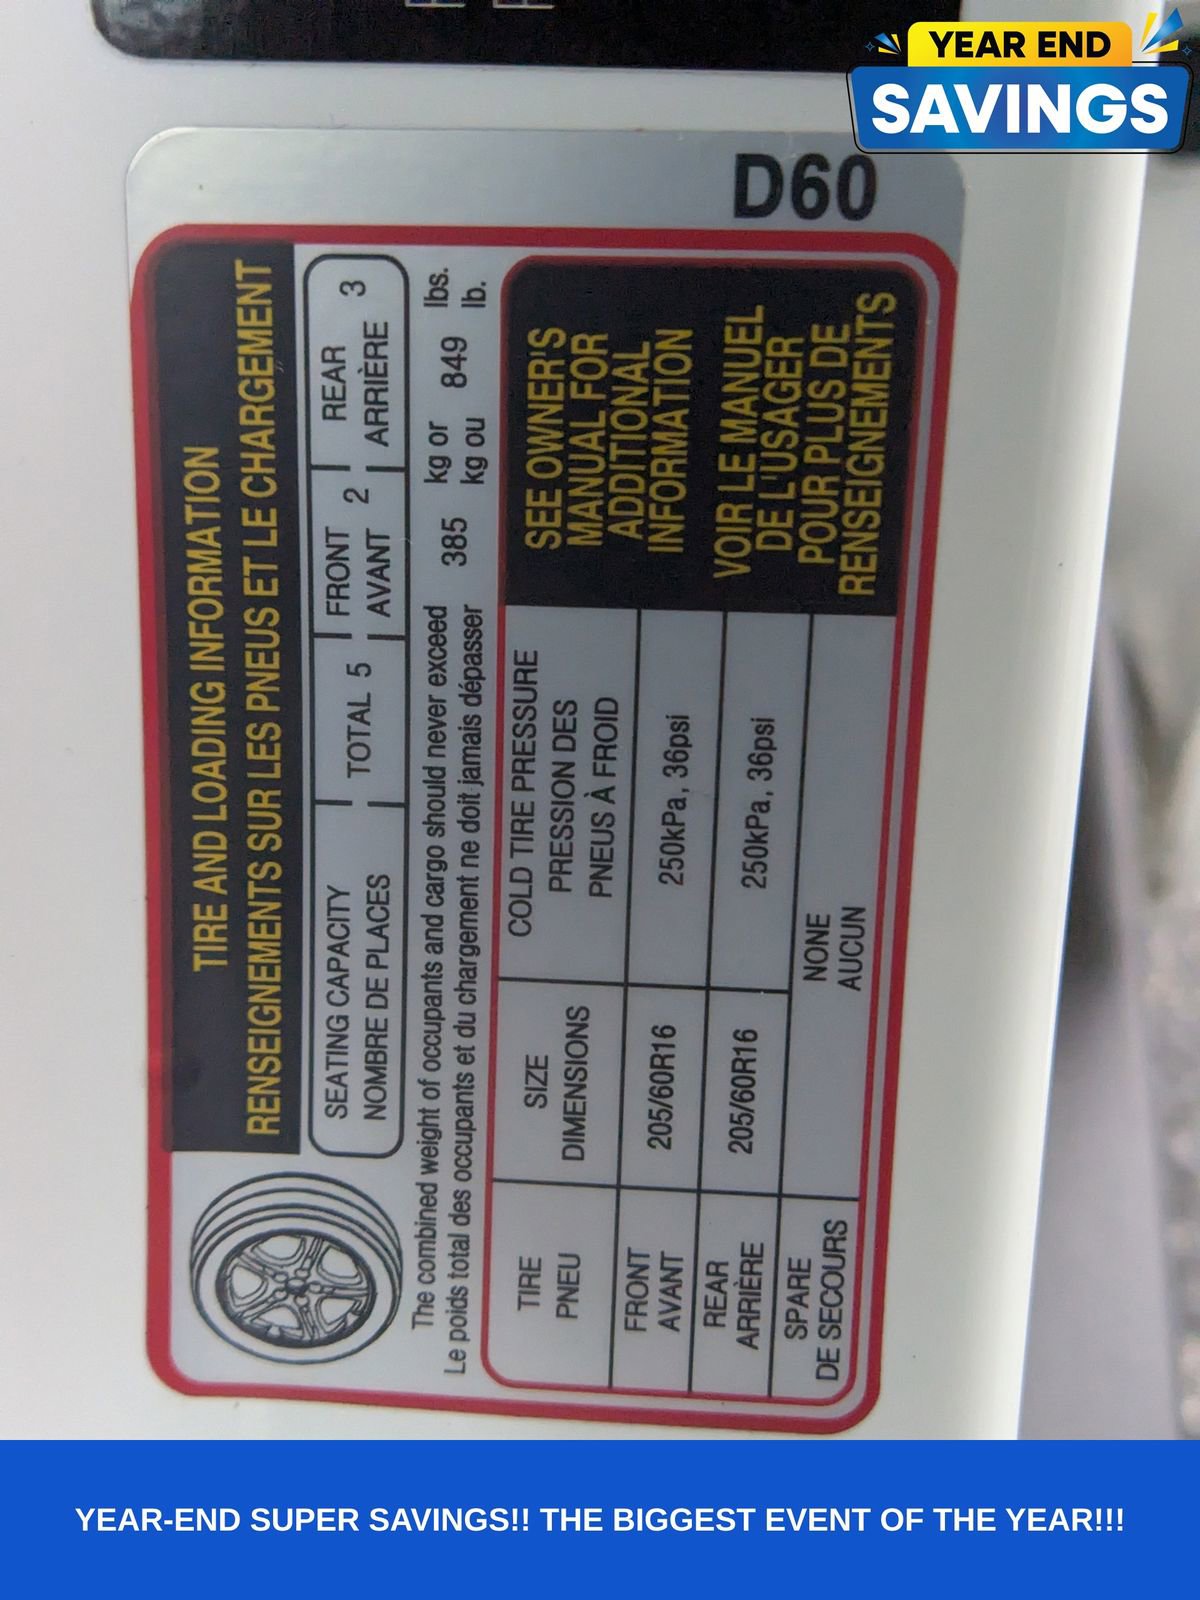 YEAR END
SAVINGS
D60
TIRE AND LOADING INFORMATION
RENSEIGNEMENTS SUR LES PNEUS ET LE CHARGEMENT
SEATING CAPACITY
NOMBRE DE PLACES
TOTAL 5
FRONT
AVANT 2
REAR
ARRIÈRE 3
The combined weight of occupants and cargo should never exceed 385 kg or 849 lbs.
Le poids total des occupants et du chargement ne doit jamais dépasser kg ou lb.
TIRE
PNEU
SIZE
DIMENSIONS
COLD TIRE PRESSURE
PRESSION DES
PNEUS À FROID
FRONT
AVANT
205/60R16
250kPa, 36psi
REAR
ARRIÈRE
205/60R16
250kPa, 36psi
SPARE
DE SECOURS
NONE
AUCUN
SEE OWNER'S
MANUAL FOR
ADDITIONAL
INFORMATION
VOIR LE MANUEL
DE L'USAGER
POUR PLUS DE
RENSEIGNEMENTS
YEAR-END SUPER SAVINGS!! THE BIGGEST EVENT OF THE YEAR!!!